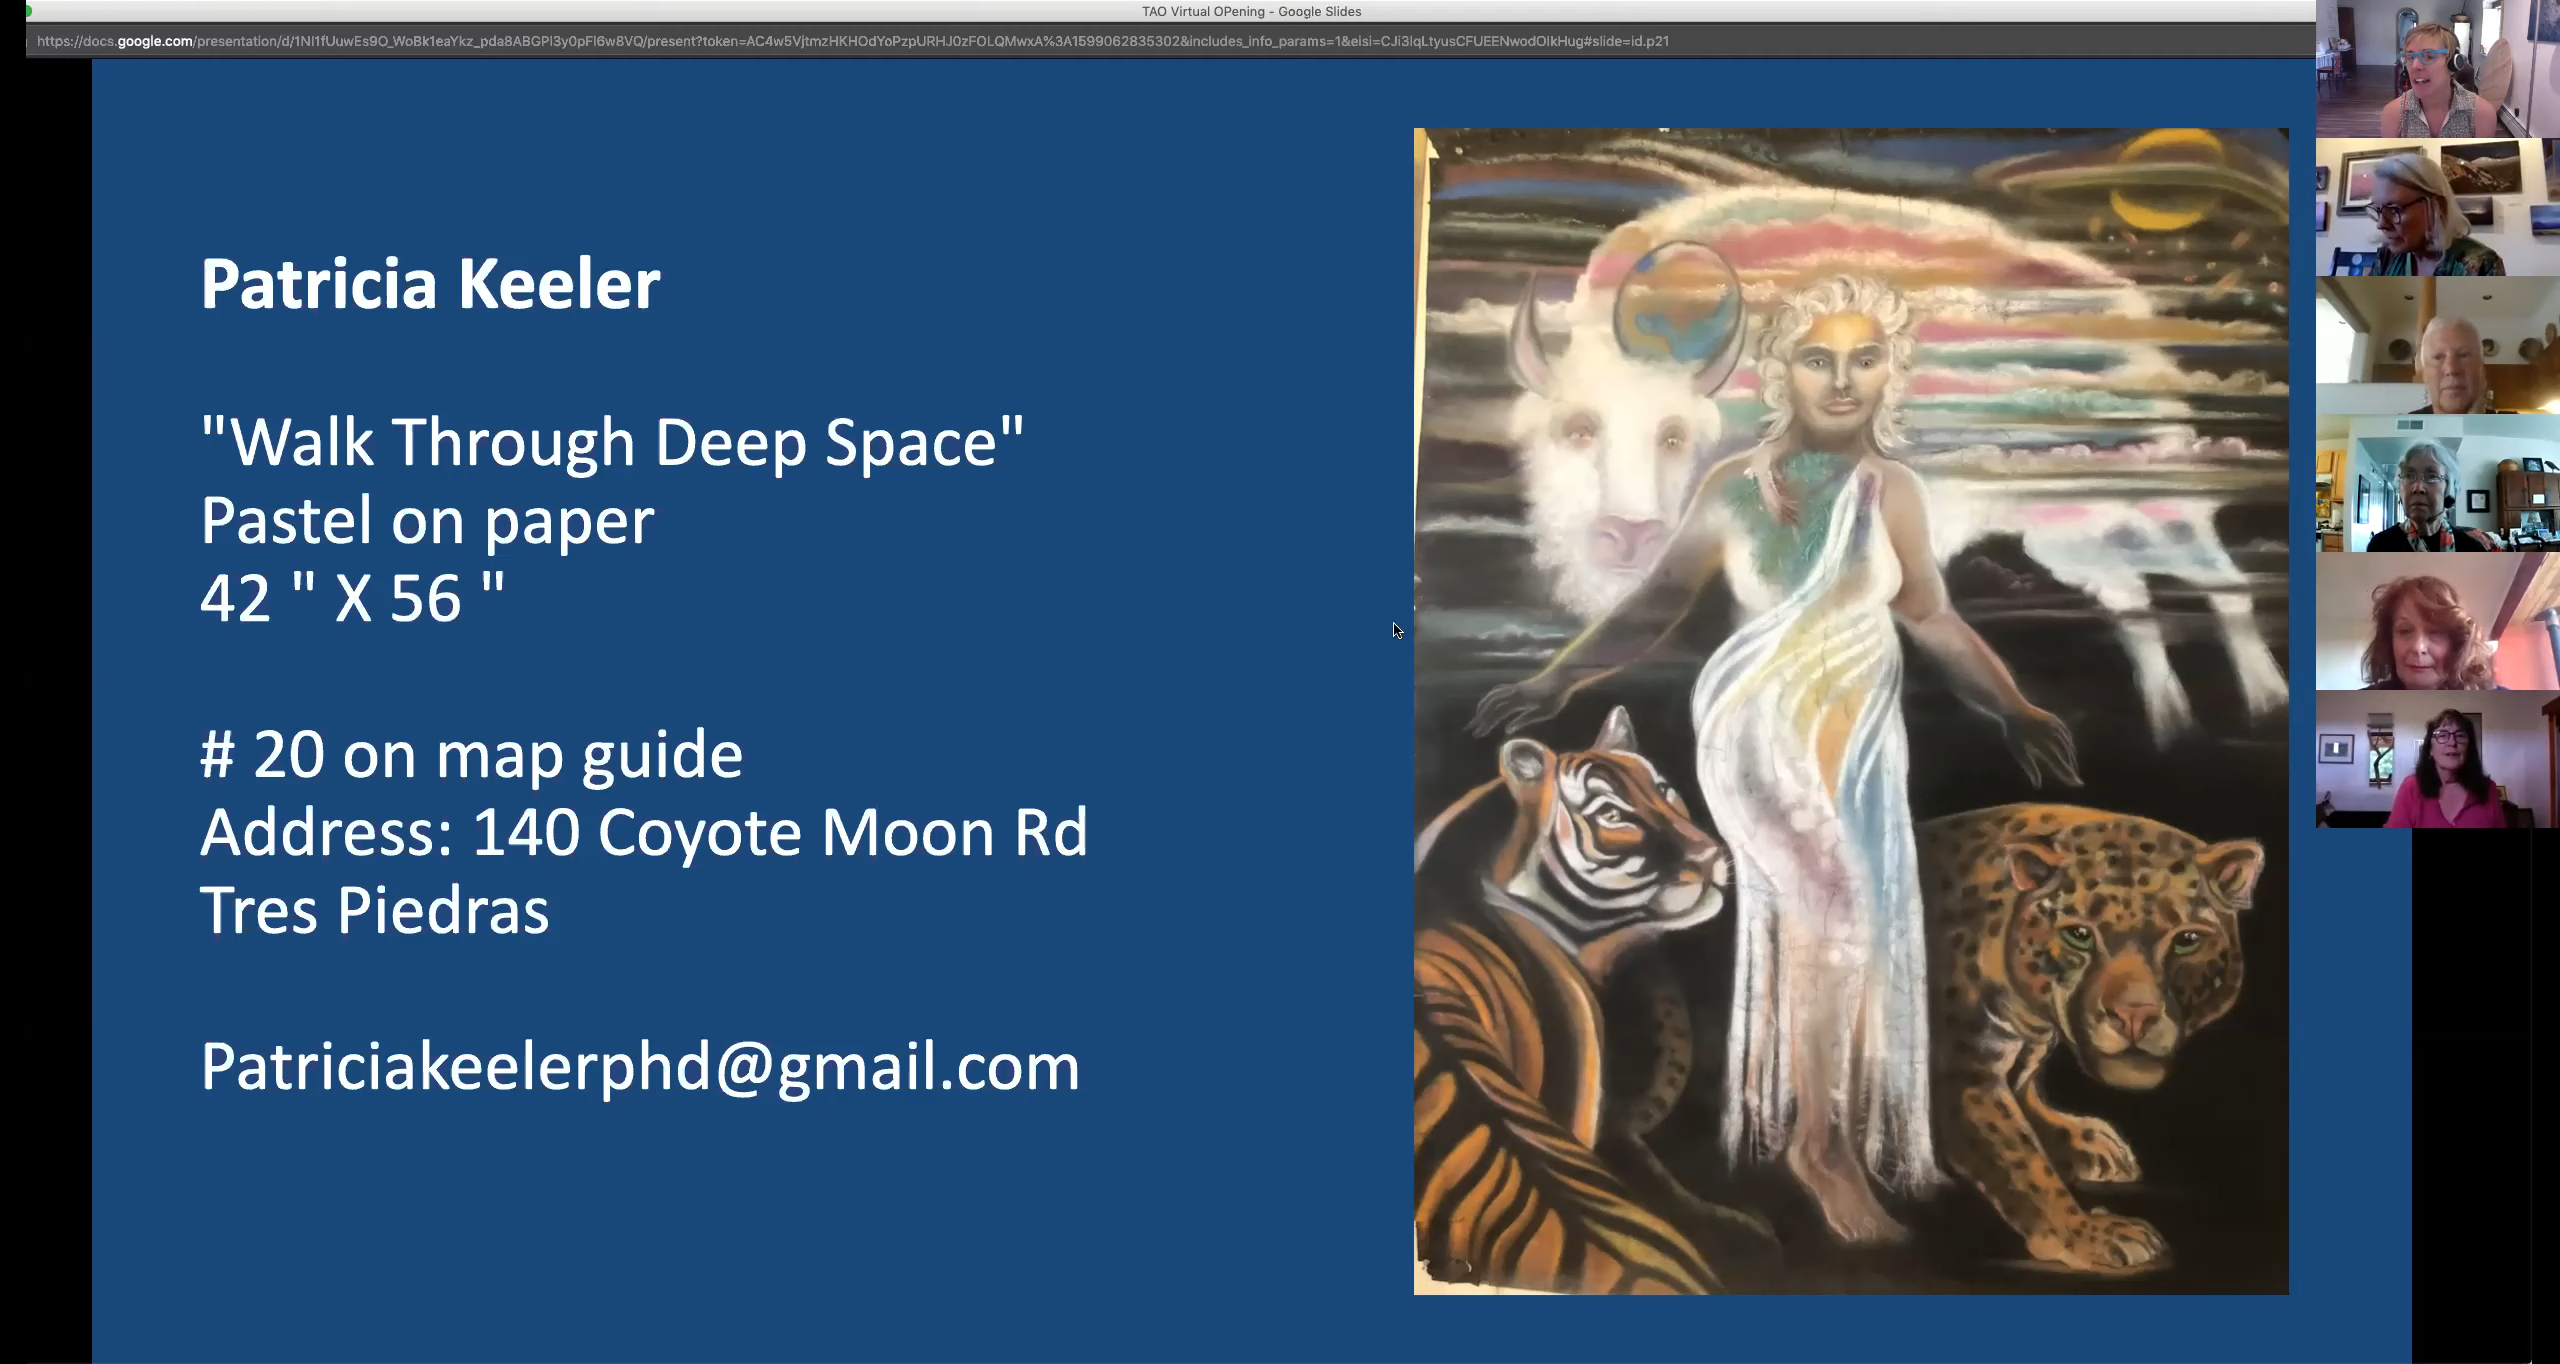 TAO Virtual OPening - Google Slides
https://docs.google.com/presentation/d/1NI1fUuwEs9O_WoBk1eaYkz_pda8ABGPl3y0pFl6w8VQ/present?token=AC4w5VjtmzHKHOdYoPzpURHJ0zFOLQMwxA%3A1599062835302&includes_info_params=1&eisi=CJi3lqLtyusCFUEENwodOlkHug#slide=id.p21
Patricia Keeler
"Walk Through Deep Space"
Pastel on paper
42 " X 56 "
# 20 on map guide
Address: 140 Coyote Moon Rd
Tres Piedras
Patriciakeelerphd@gmail.com